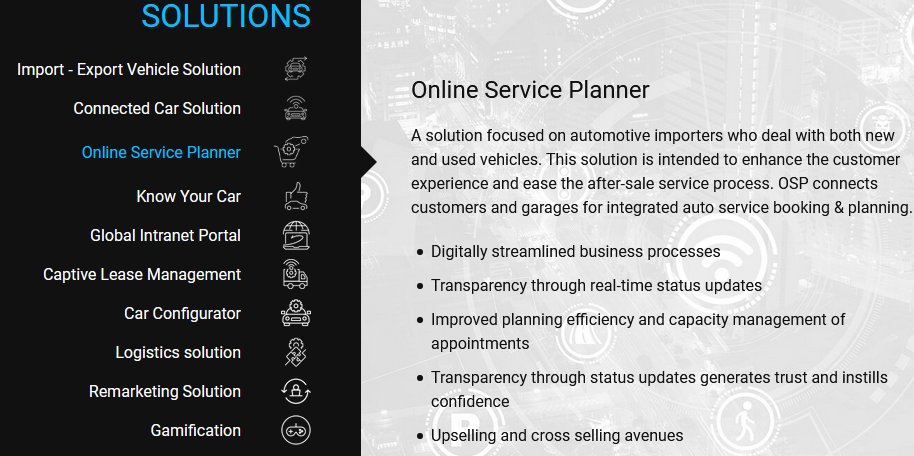 SOLUTIONS
Import - Export Vehicle Solution
Connected Car Solution
Online Service Planner
Know Your Car
Global Intranet Portal
Captive Lease Management
Car Configurator
Logistics solution
Remarketing Solution
Gamification
Online Service Planner
A solution focused on automotive importers who deal with both new
and used vehicles. This solution is intended to enhance the customer
experience and ease the after-sale service process. OSP connects
customers and garages for integrated auto service booking & planning.
• Digitally streamlined business processes
• Transparency through real-time status updates
• Improved planning efficiency and capacity management of
appointments
• Transparency through status updates generates trust and instills
confidence
• Upselling and cross selling avenues